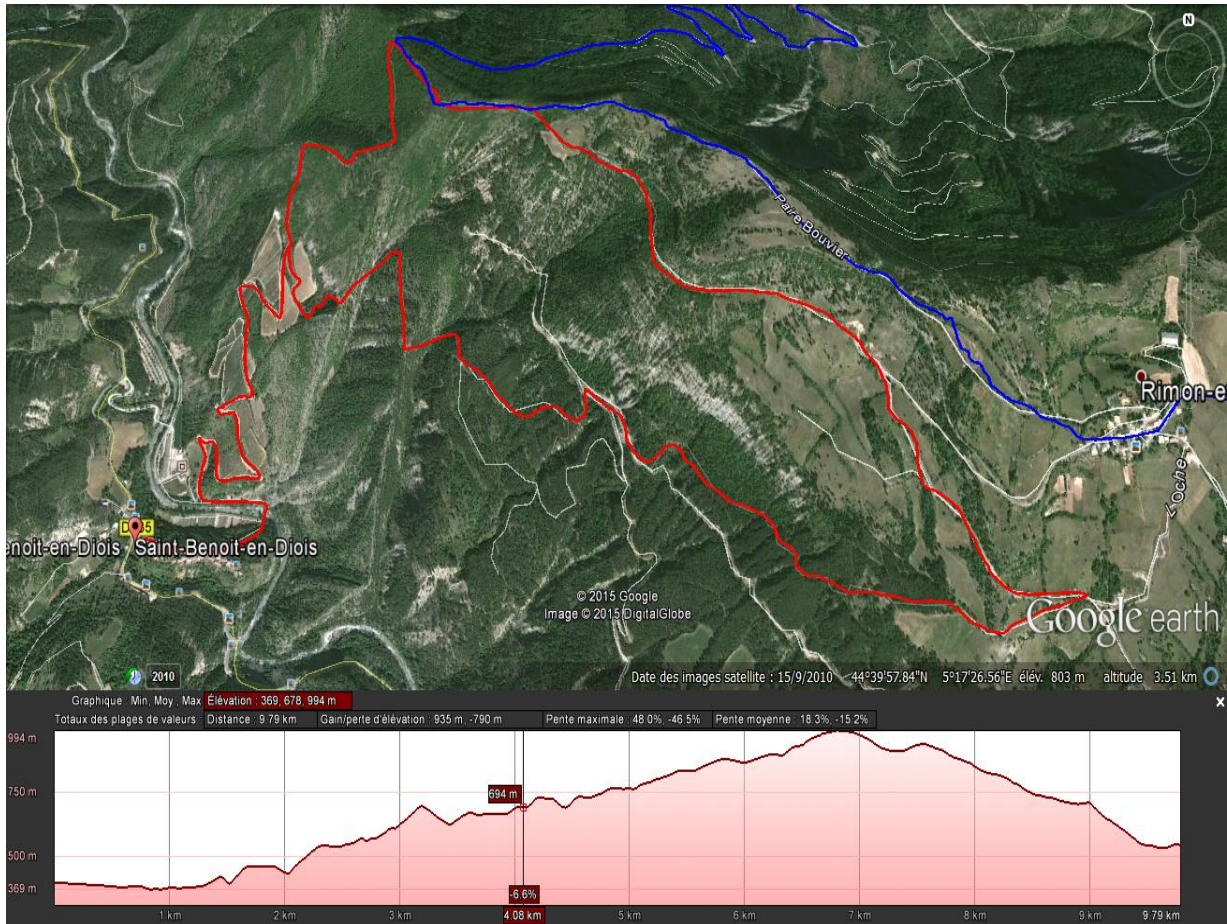 N
Paire Bouvier
Rimon-e
L'Oche
D
5
enoit-en-Diois
Saint-Benoit-en-Diois
© 2015 Google
Image © 2015 DigitalGlobe
Google earth
2010
Date des images satellite : 15/9/2010 44°39'57.84"N 5°17'26.56"E élév. 803 m altitude 3.51 km
Graphique : Min, Moy , Max Élévation : 369, 678, 994 m
x
Totaux des plages de valeurs : Distance : 9.79 km Gain/perte d'élévation : 935 m, -790 m Pente maximale : 48.0%, -46.5% Pente moyenne : 18.3%, -15.2%
994 m
750 m
694 m
500 m
369 m
-6.6%
1 km 2 km 3 km 4.08 km 5 km 6 km 7 km 8 km 9 km 9.79 km